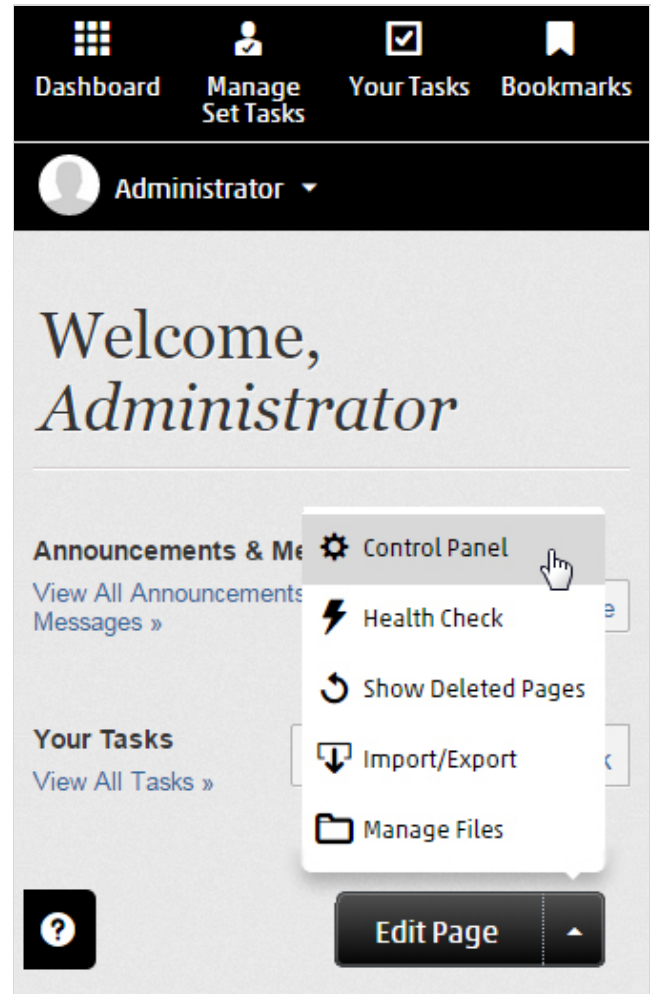 Dashboard
Manage
Set Tasks
Your Tasks
Bookmarks
Administrator
Welcome,
Administrator
Announcements & Me
View All Announcements
Messages »
e
Your Tasks
View All Tasks »
k
Control Panel
Health Check
Show Deleted Pages
Import/Export
Manage Files
?
Edit Page